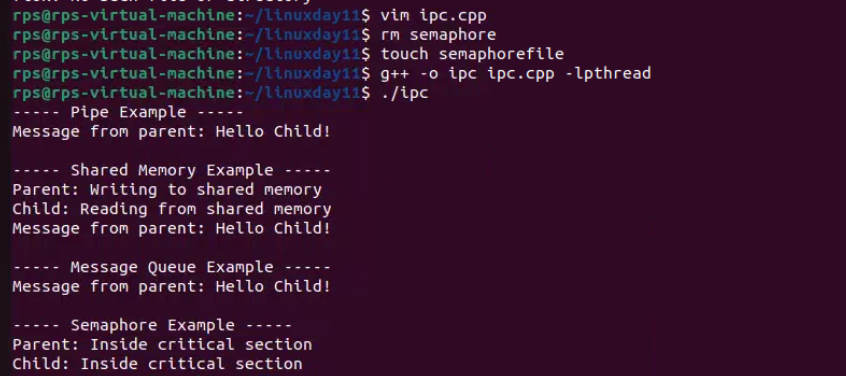 rps@rps-virtual-machine:~/linuxday11$ vim ipc.cpp
rps@rps-virtual-machine:~/linuxday11$ rm semaphore
rps@rps-virtual-machine:~/linuxday11$ touch semaphorefile
rps@rps-virtual-machine:~/linuxday11$ g++ -o ipc ipc.cpp -lpthread
rps@rps-virtual-machine:~/linuxday11$ ./ipc
----- Pipe Example -----
Message from parent: Hello Child!
----- Shared Memory Example -----
Parent: Writing to shared memory
Child: Reading from shared memory
Message from parent: Hello Child!
----- Message Queue Example -----
Message from parent: Hello Child!
----- Semaphore Example -----
Parent: Inside critical section
Child: Inside critical section